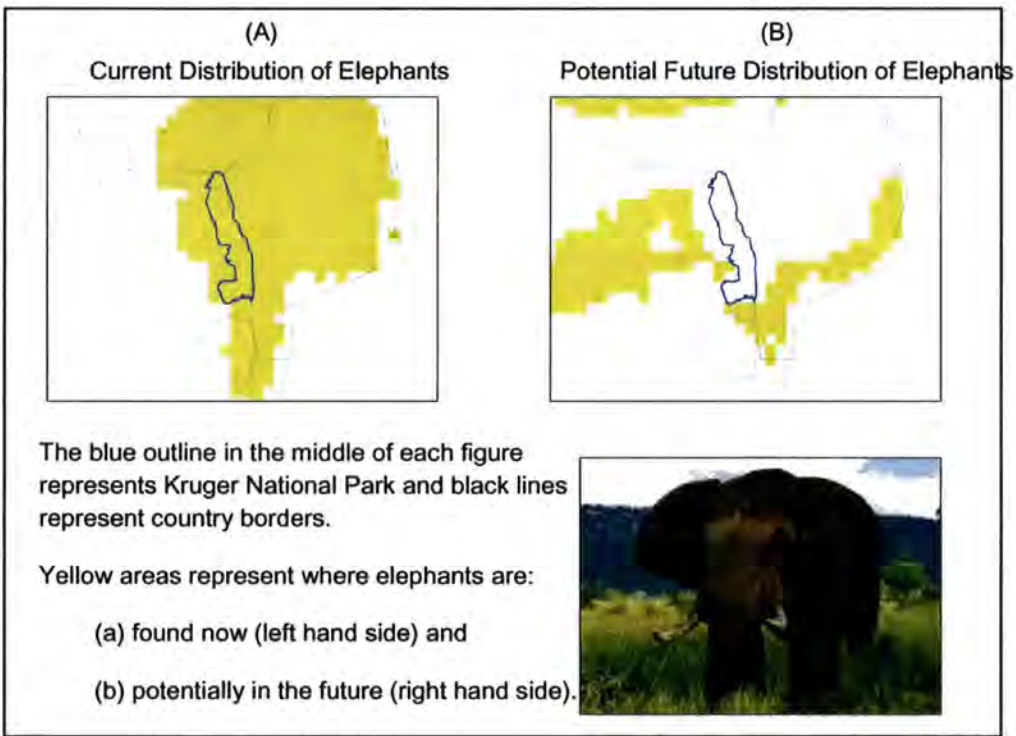 (A)
Current Distribution of Elephants
(B)
Potential Future Distribution of Elephants
The blue outline in the middle of each figure
represents Kruger National Park and black lines
represent country borders.
Yellow areas represent where elephants are:
(a) found now (left hand side) and
(b) potentially in the future (right hand side).